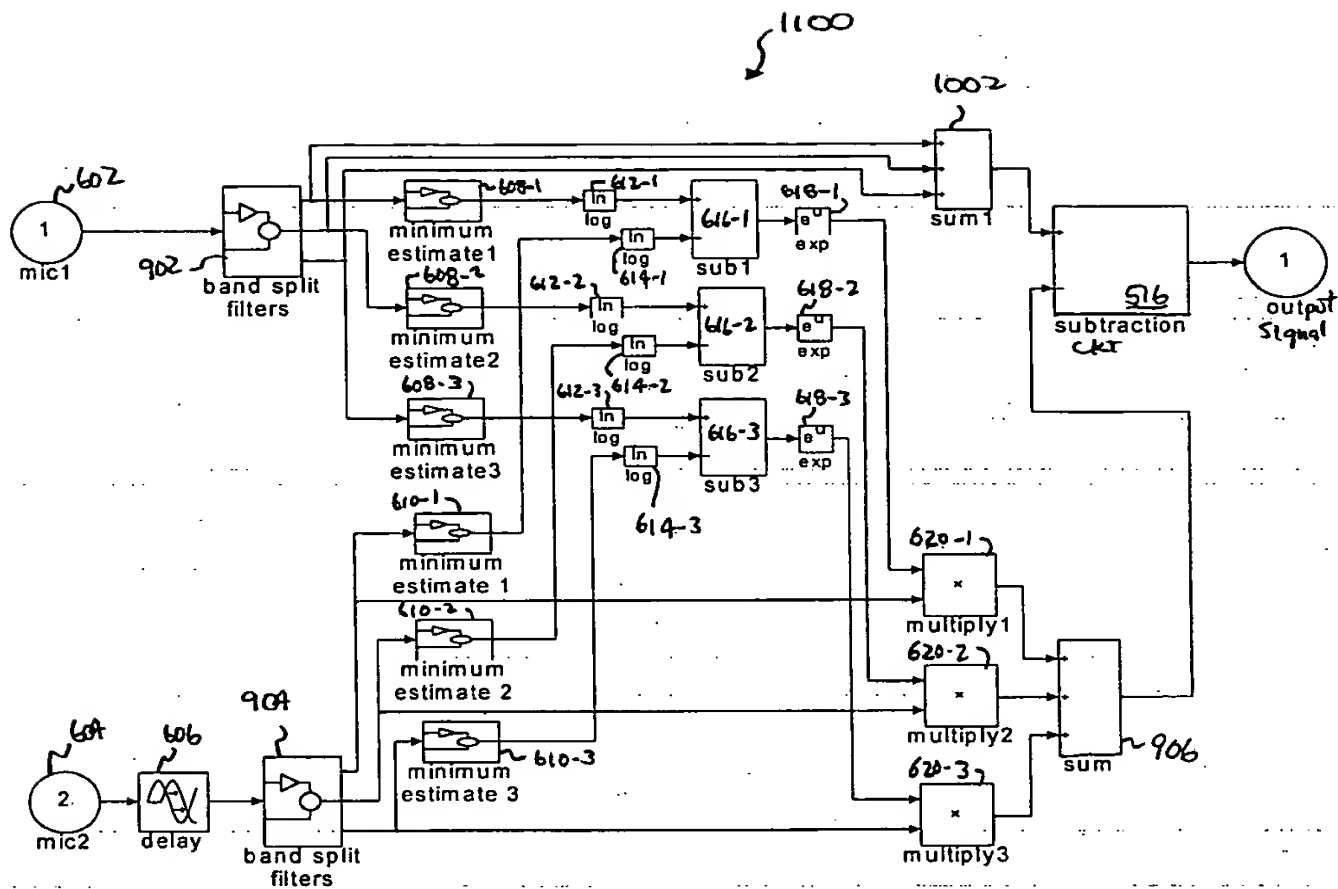 1100
1002
602
1
mic1
902
band split
filters
608-1
minimum
estimate1
612-1
ln
log
ln
log
614-1
616-1
sub1
818-1
e^u
exp
sum1
516
subtraction
CKT
1
output
signal
608-2
minimum
estimate2
612-2
ln
log
ln
log
614-2
616-2
sub2
618-2
e^u
exp
608-3
minimum
estimate3
612-3
ln
log
ln
log
614-3
616-3
sub3
618-3
e^u
exp
610-1
minimum
estimate 1
610-2
minimum
estimate 2
610-3
minimum
estimate 3
620-1
×
multiply1
620-2
×
multiply2
620-3
×
multiply3
sum
906
604
2
mic2
606
delay
904
band split
filters